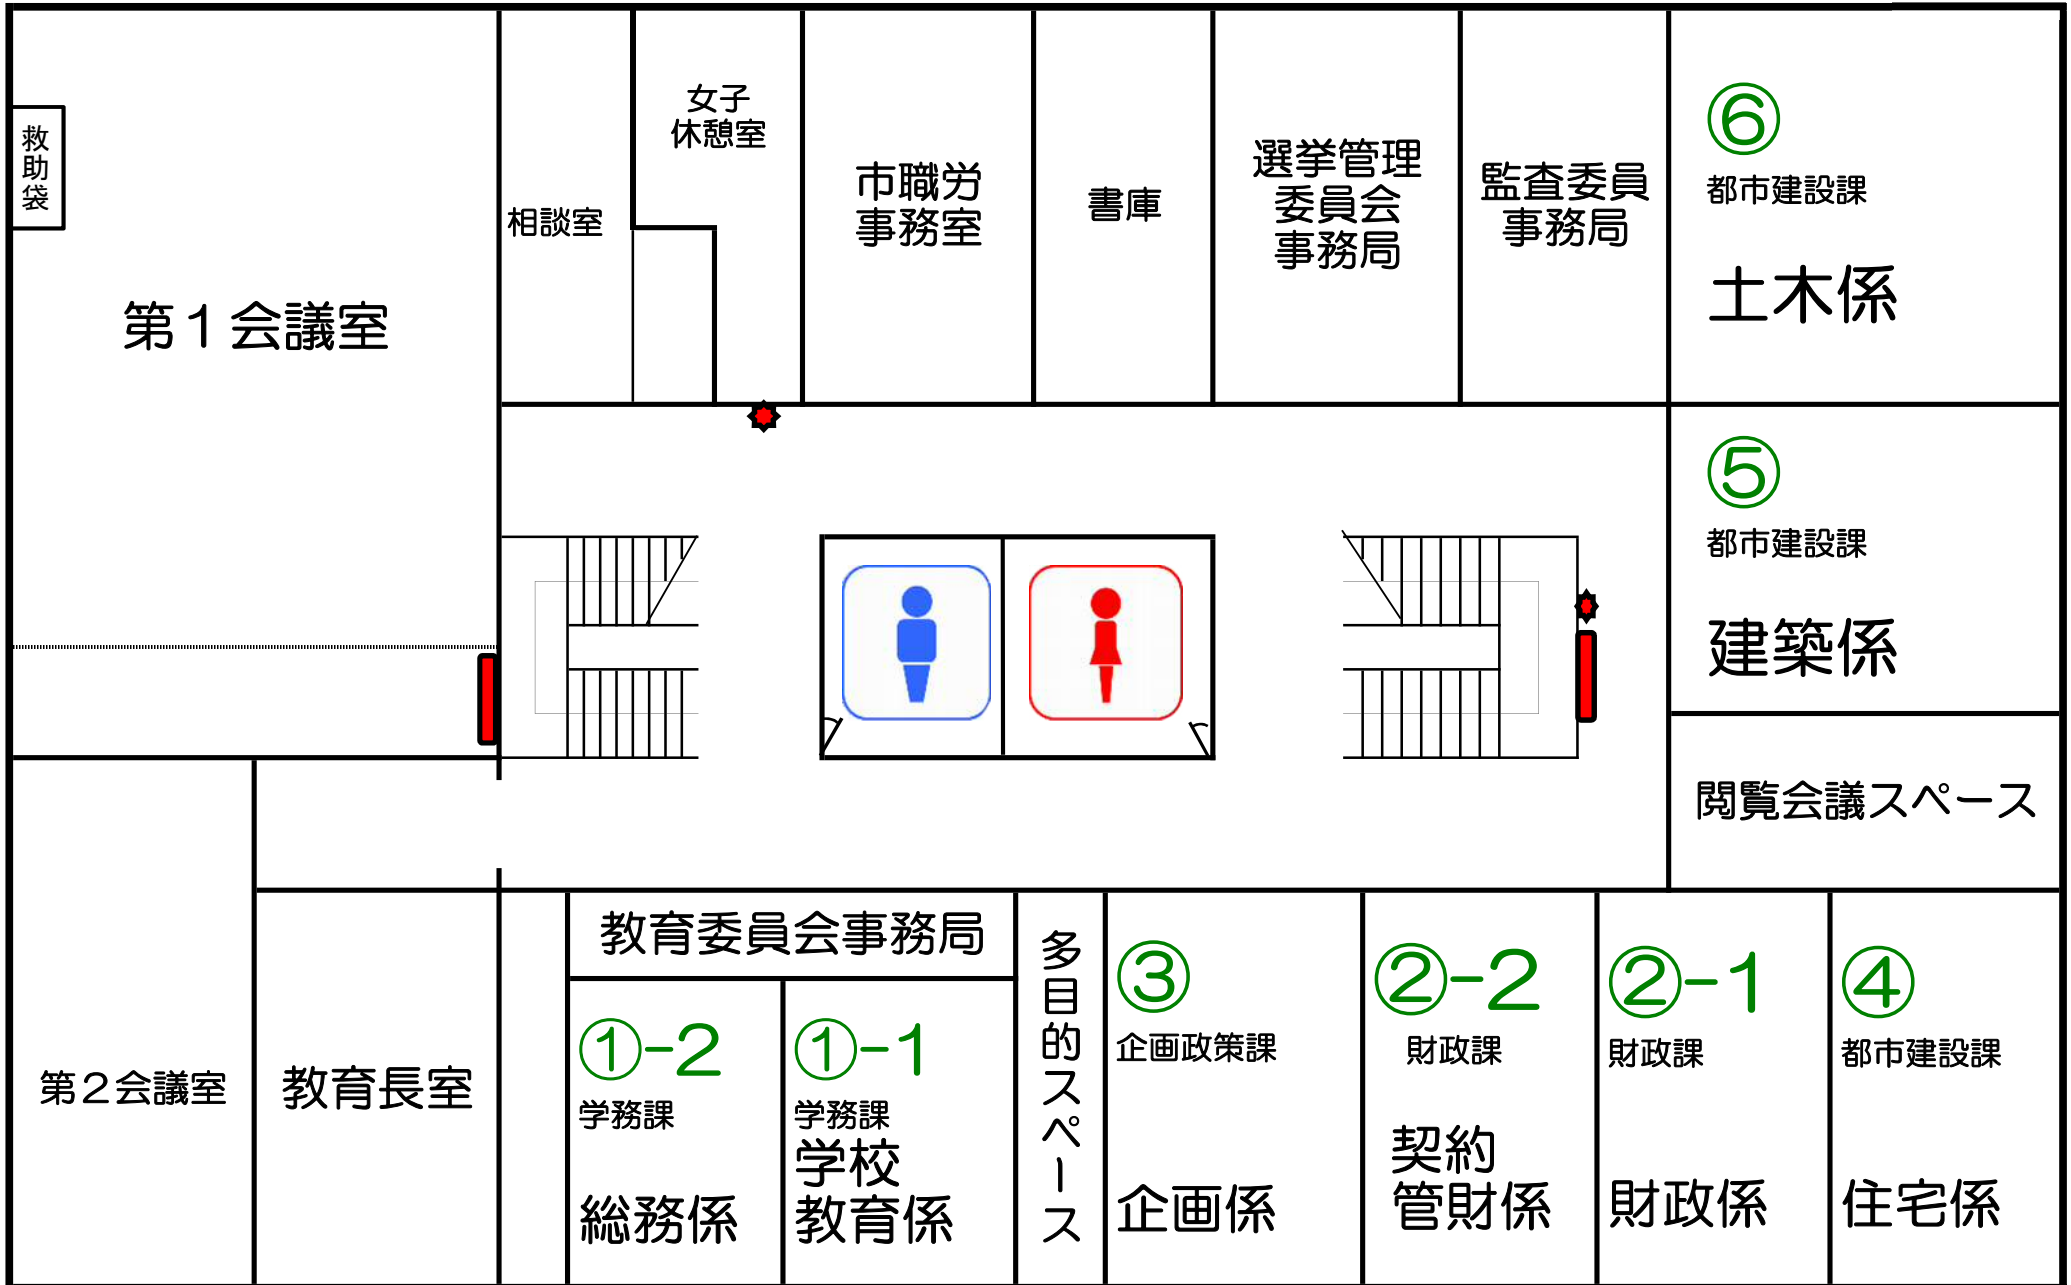 救助袋
第１会議室
相談室
女子
休憩室
市職労
事務室
書庫
選挙管理
委員会
事務局
監査委員
事務局
⑥
都市建設課
土木係
⑤
都市建設課
建築係
閲覧会議スペース
第２会議室
教育長室
教育委員会事務局
①-2
学務課
総務係
①-1
学務課
学校
教育係
多目的スペース
③
企画政策課
企画係
②-2
財政課
契約
管財係
②-1
財政課
財政係
④
都市建設課
住宅係